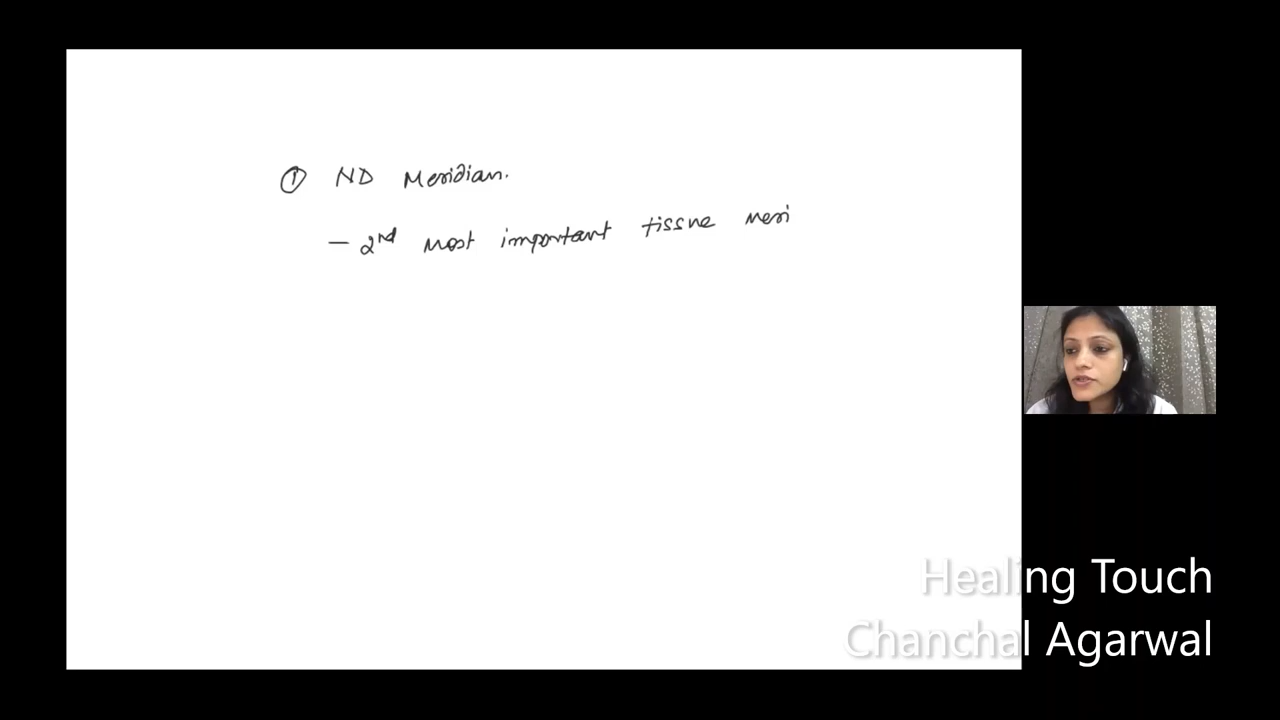 ① ND Meridian.
— 2nd most important tissue meri
Healing Touch
Chanchal Agarwal